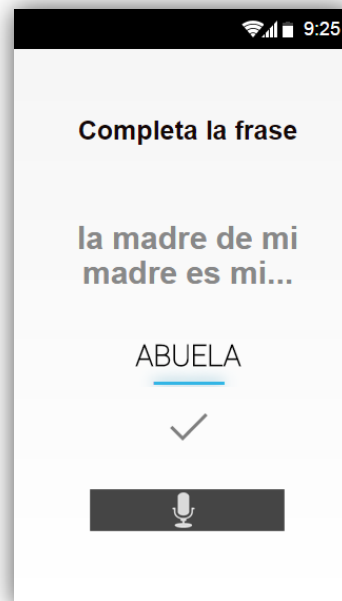 9:25
Completa la frase
la madre de mi
madre es mi...
ABUELA